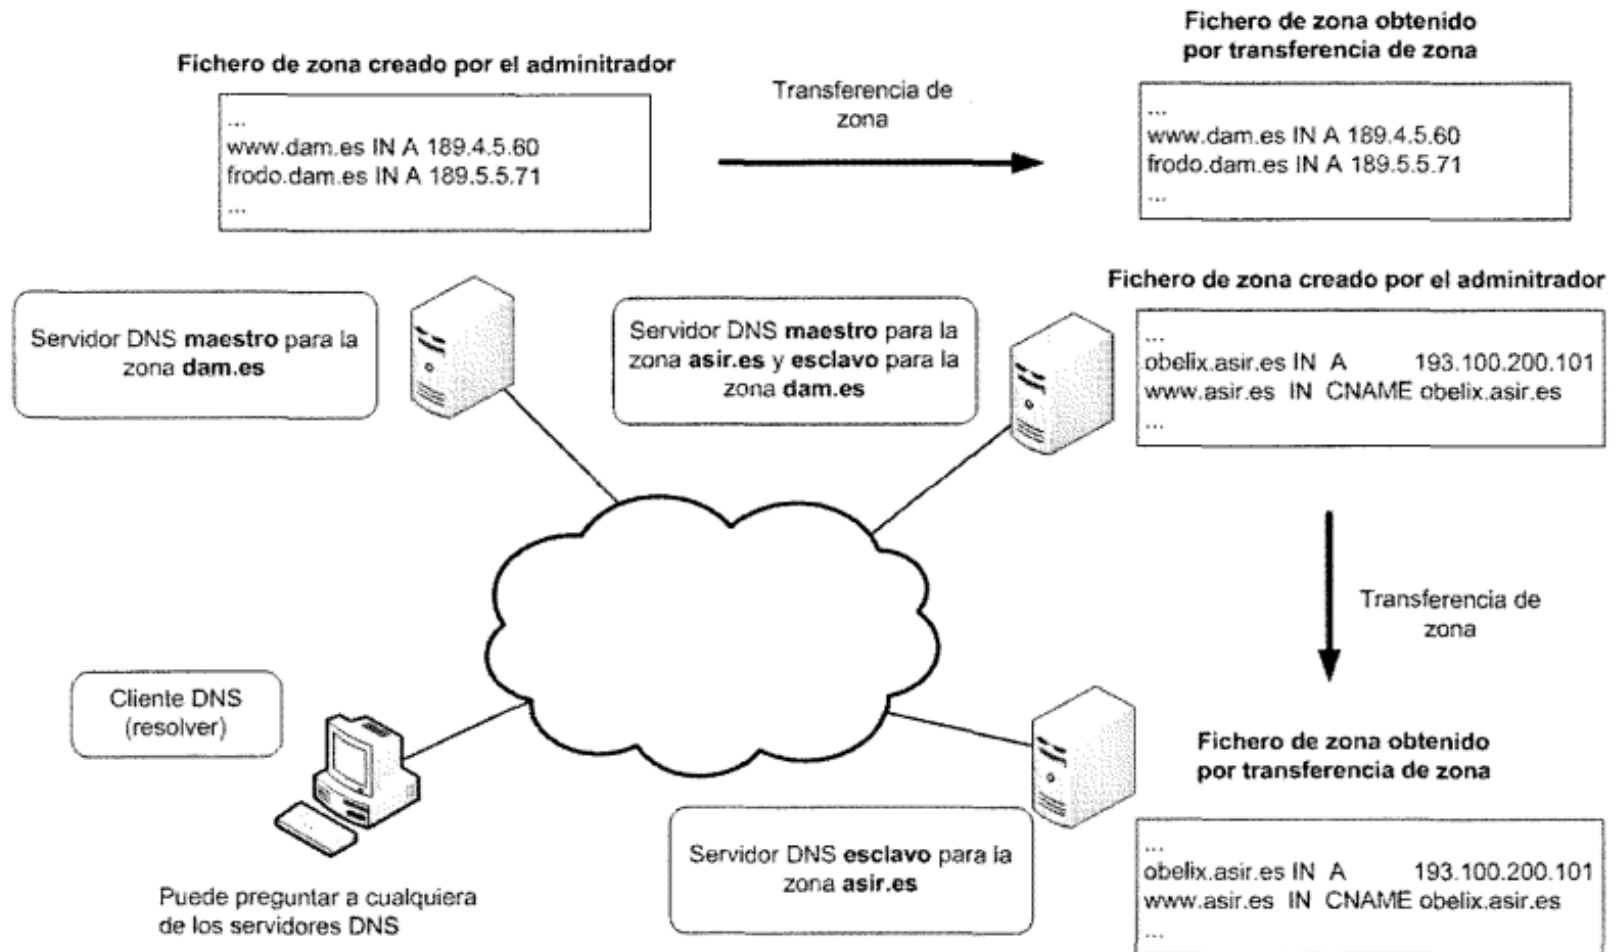 Fichero de zona creado por el adminitrador
...
www.dam.es IN A 189.4.5.60
frodo.dam.es IN A 189.5.5.71
...
Transferencia de
zona
Fichero de zona obtenido
por transferencia de zona
...
www.dam.es IN A 189.4.5.60
frodo.dam.es IN A 189.5.5.71
...
Servidor DNS maestro para la
zona dam.es
Servidor DNS maestro para la
zona asir.es y esclavo para la
zona dam.es
Fichero de zona creado por el adminitrador
...
obelix.asir.es IN A 193.100.200.101
www.asir.es IN CNAME obelix.asir.es
...
Transferencia de
zona
Cliente DNS
(resolver)
Puede preguntar a cualquiera
de los servidores DNS
Servidor DNS esclavo para la
zona asir.es
Fichero de zona obtenido
por transferencia de zona
...
obelix.asir.es IN A 193.100.200.101
www.asir.es IN CNAME obelix.asir.es
...